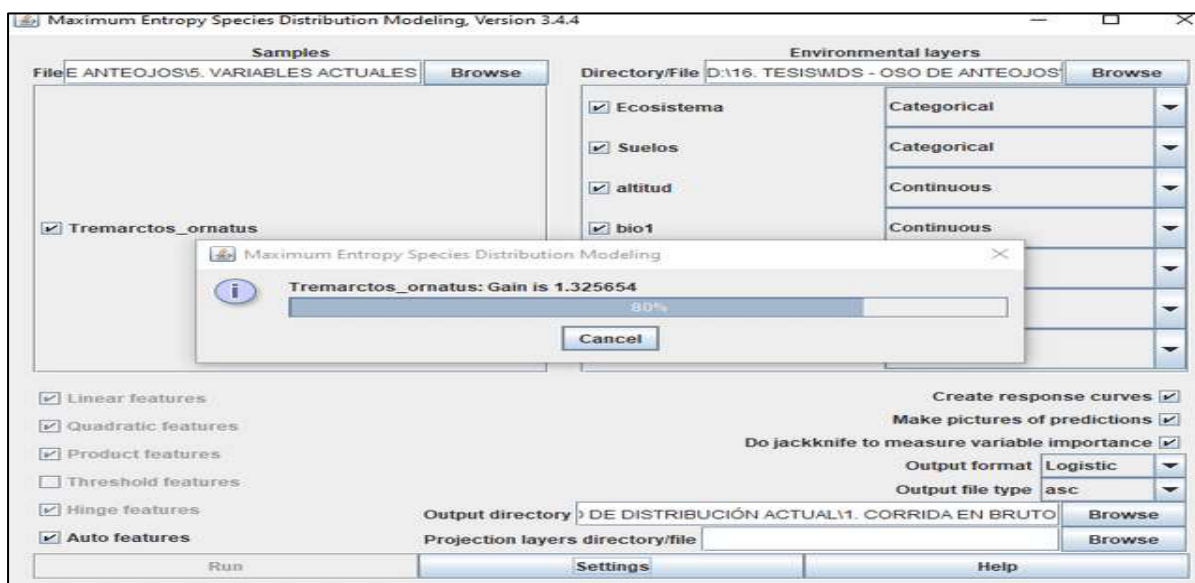 Maximum Entropy Species Distribution Modeling, Version 3.4.4
Samples
Environmental layers
File E ANTEOJOS\5. VARIABLES ACTUALES Browse
Directory/File D:\16. TESIS\MDS - OSO DE ANTEOJOS\ Browse
Ecosistema Categorical
Suelos Categorical
altitud Continuous
Tremarctos_ornatus
bio1 Continuous
Maximum Entropy Species Distribution Modeling
Tremarctos_ornatus: Gain is 1.325654
80%
Cancel
Linear features
Quadratic features
Product features
Threshold features
Hinge features
Auto features
Create response curves
Make pictures of predictions
Do jackknife to measure variable importance
Output format Logistic
Output file type asc
Output directory DE DISTRIBUCIÓN ACTUAL\1. CORRIDA EN BRUTO Browse
Projection layers directory/file Browse
Run Settings Help